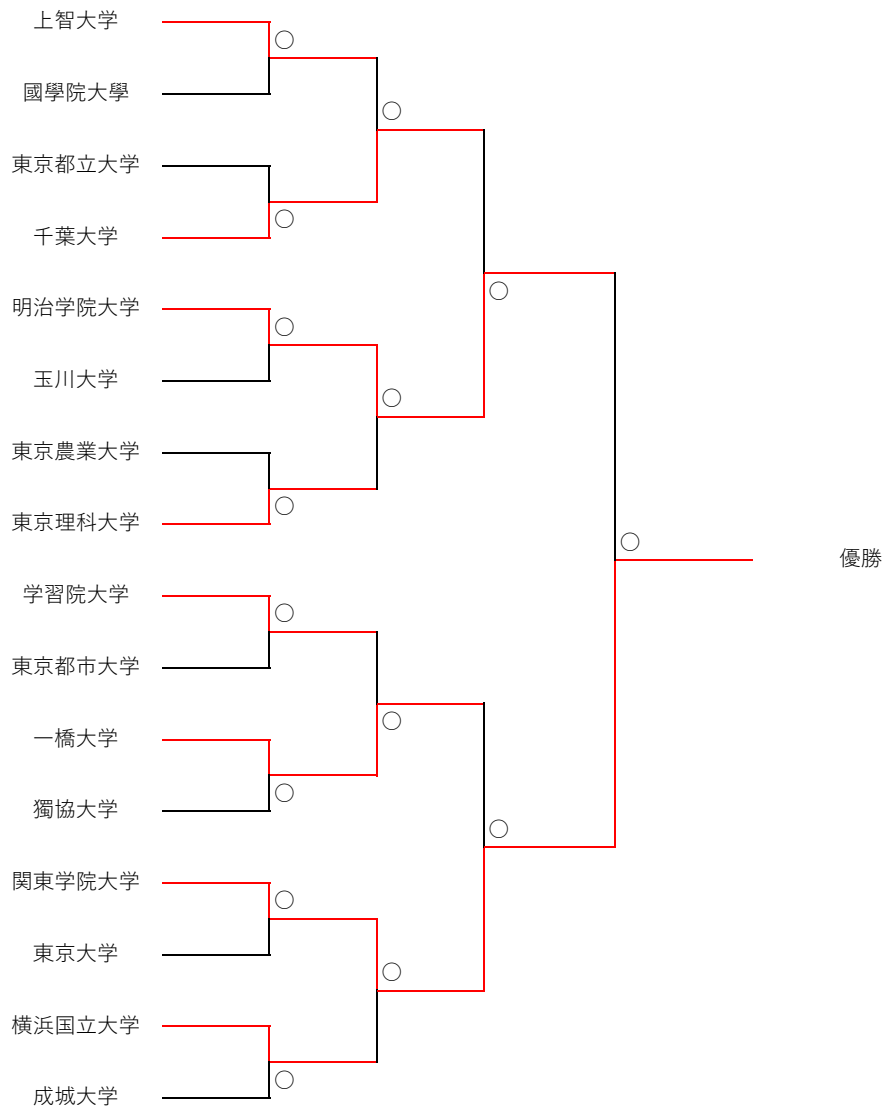 上智大学
國學院大學
東京都立大学
千葉大学
明治学院大学
玉川大学
東京農業大学
東京理科大学
学習院大学
東京都市大学
優勝
一橋大学
獨協大学
関東学院大学
東京大学
横浜国立大学
成城大学